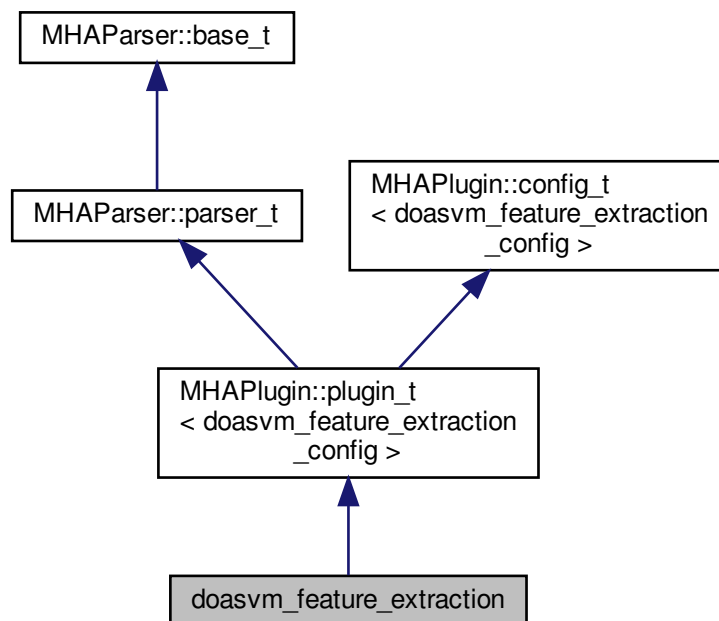 MHAParser::base_t
MHAParser::parser_t
MHAPlugin::config_t
< doasvm_feature_extraction
_config >
MHAPlugin::plugin_t
< doasvm_feature_extraction
_config >
doasvm_feature_extraction